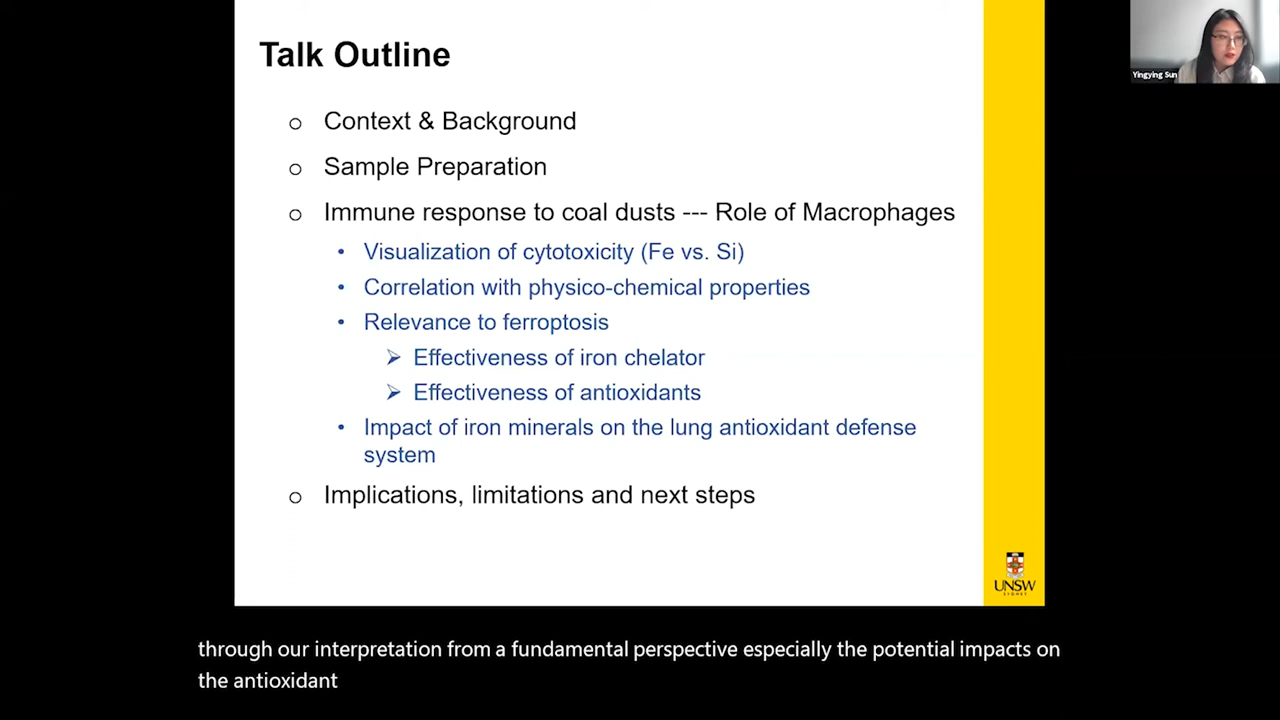 Talk Outline
Yingying Sun
Context & Background
Sample Preparation
Immune response to coal dusts --- Role of Macrophages
Visualization of cytotoxicity (Fe vs. Si)
Correlation with physico-chemical properties
Relevance to ferroptosis
Effectiveness of iron chelator
Effectiveness of antioxidants
Impact of iron minerals on the lung antioxidant defense
system
Implications, limitations and next steps
UNSW
SYDNEY
through our interpretation from a fundamental perspective especially the potential impacts on
the antioxidant